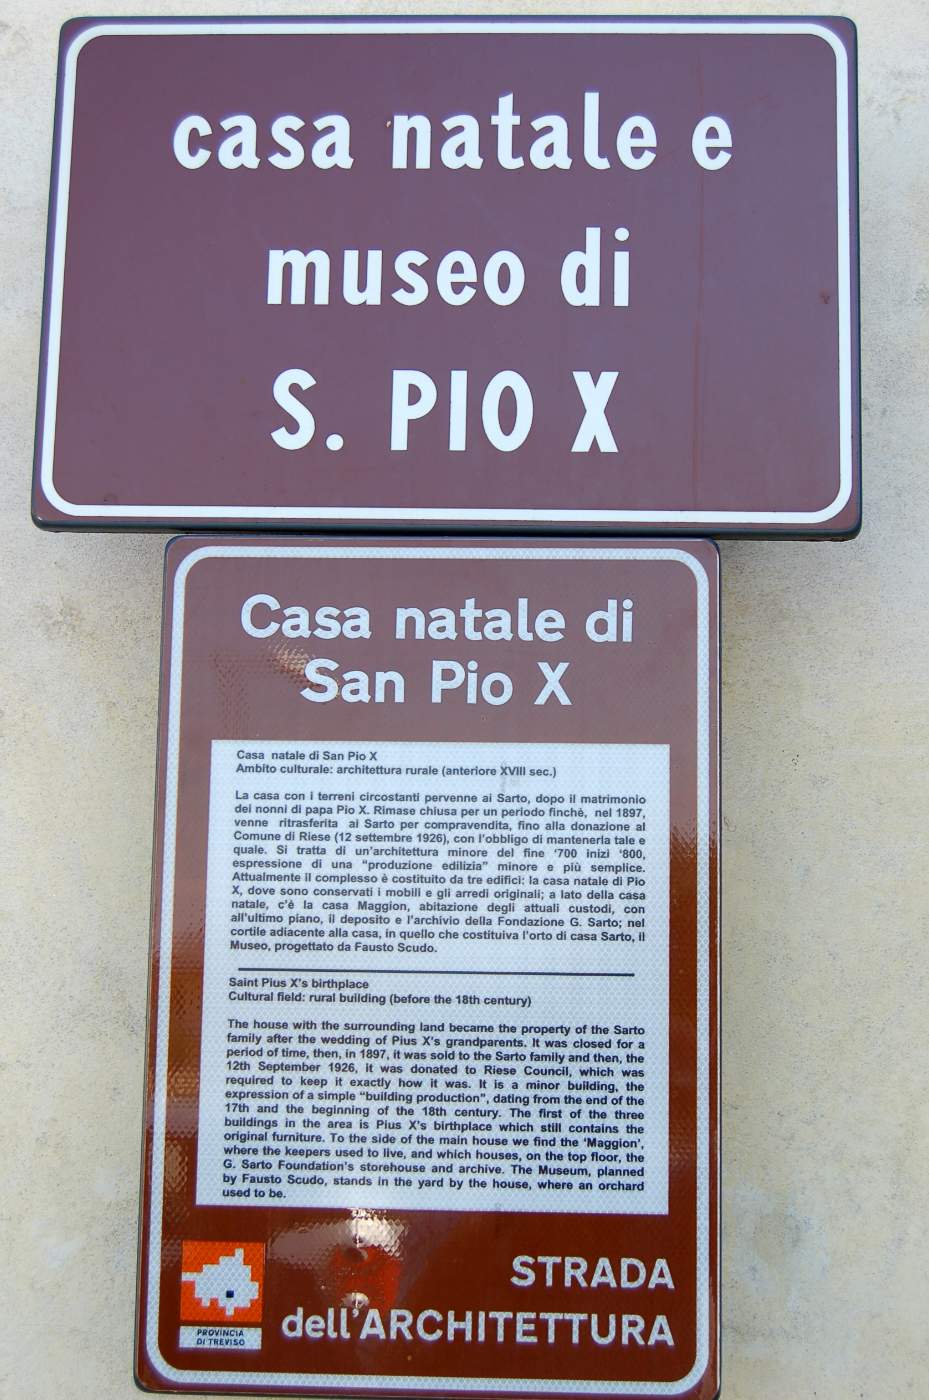 casa natale e
museo di
S. PIO X
Casa natale di
San Pio X
Casa natale di San Pio X
Ambito culturale: architettura rurale (anteriore XVIII sec.)
La casa con i terreni circostanti pervenne ai Sarto, dopo il matrimonio
dei nonni di papa Pio X. Rimase chiusa per un periodo finchè, nel 1897,
venne ritrasferita ai Sarto per compravendita, fino alla donazione al
Comune di Riese (12 settembre 1926), con l'obbligo di mantenerla tale e
quale. Si tratta di un'architettura minore del fine '700 inizi '800,
espressione di una "produzione edilizia" minore e più semplice.
Attualmente il complesso è costituito da tre edifici: la casa natale di Pio
X, dove sono conservati i mobili e gli arredi originali; a lato della casa
natale, c'è la casa Maggion, abitazione degli attuali custodi, con
all'ultimo piano, il deposito e l'archivio della Fondazione G. Sarto; nel
cortile adiacente alla casa, in quello che costituiva l'orto di casa Sarto, il
Museo, progettato da Fausto Scudo.
Saint Pius X's birthplace
Cultural field: rural building (before the 18th century)
The house with the surrounding land became the property of the Sarto
family after the wedding of Pius X's grandparents. It was closed for a
period of time, then, in 1897, it was sold to the Sarto family and then, the
12th September 1926, it was donated to Riese Council, which was
required to keep it exactly how it was. It is a minor building, the
expression of a simple "building production", dating from the end of the
17th and the beginning of the 18th century. The first of the three
buildings in the area is Pius X's birthplace which still contains the
original furniture. To the side of the main house we find the 'Maggion',
where the keepers used to live, and which houses, on the top floor, the
G. Sarto Foundation's storehouse and archive. The Museum, planned
by Fausto Scudo, stands in the yard by the house, where an orchard
used to be.
STRADA
dell'ARCHITETTURA
PROVINCIA
DI TREVISO